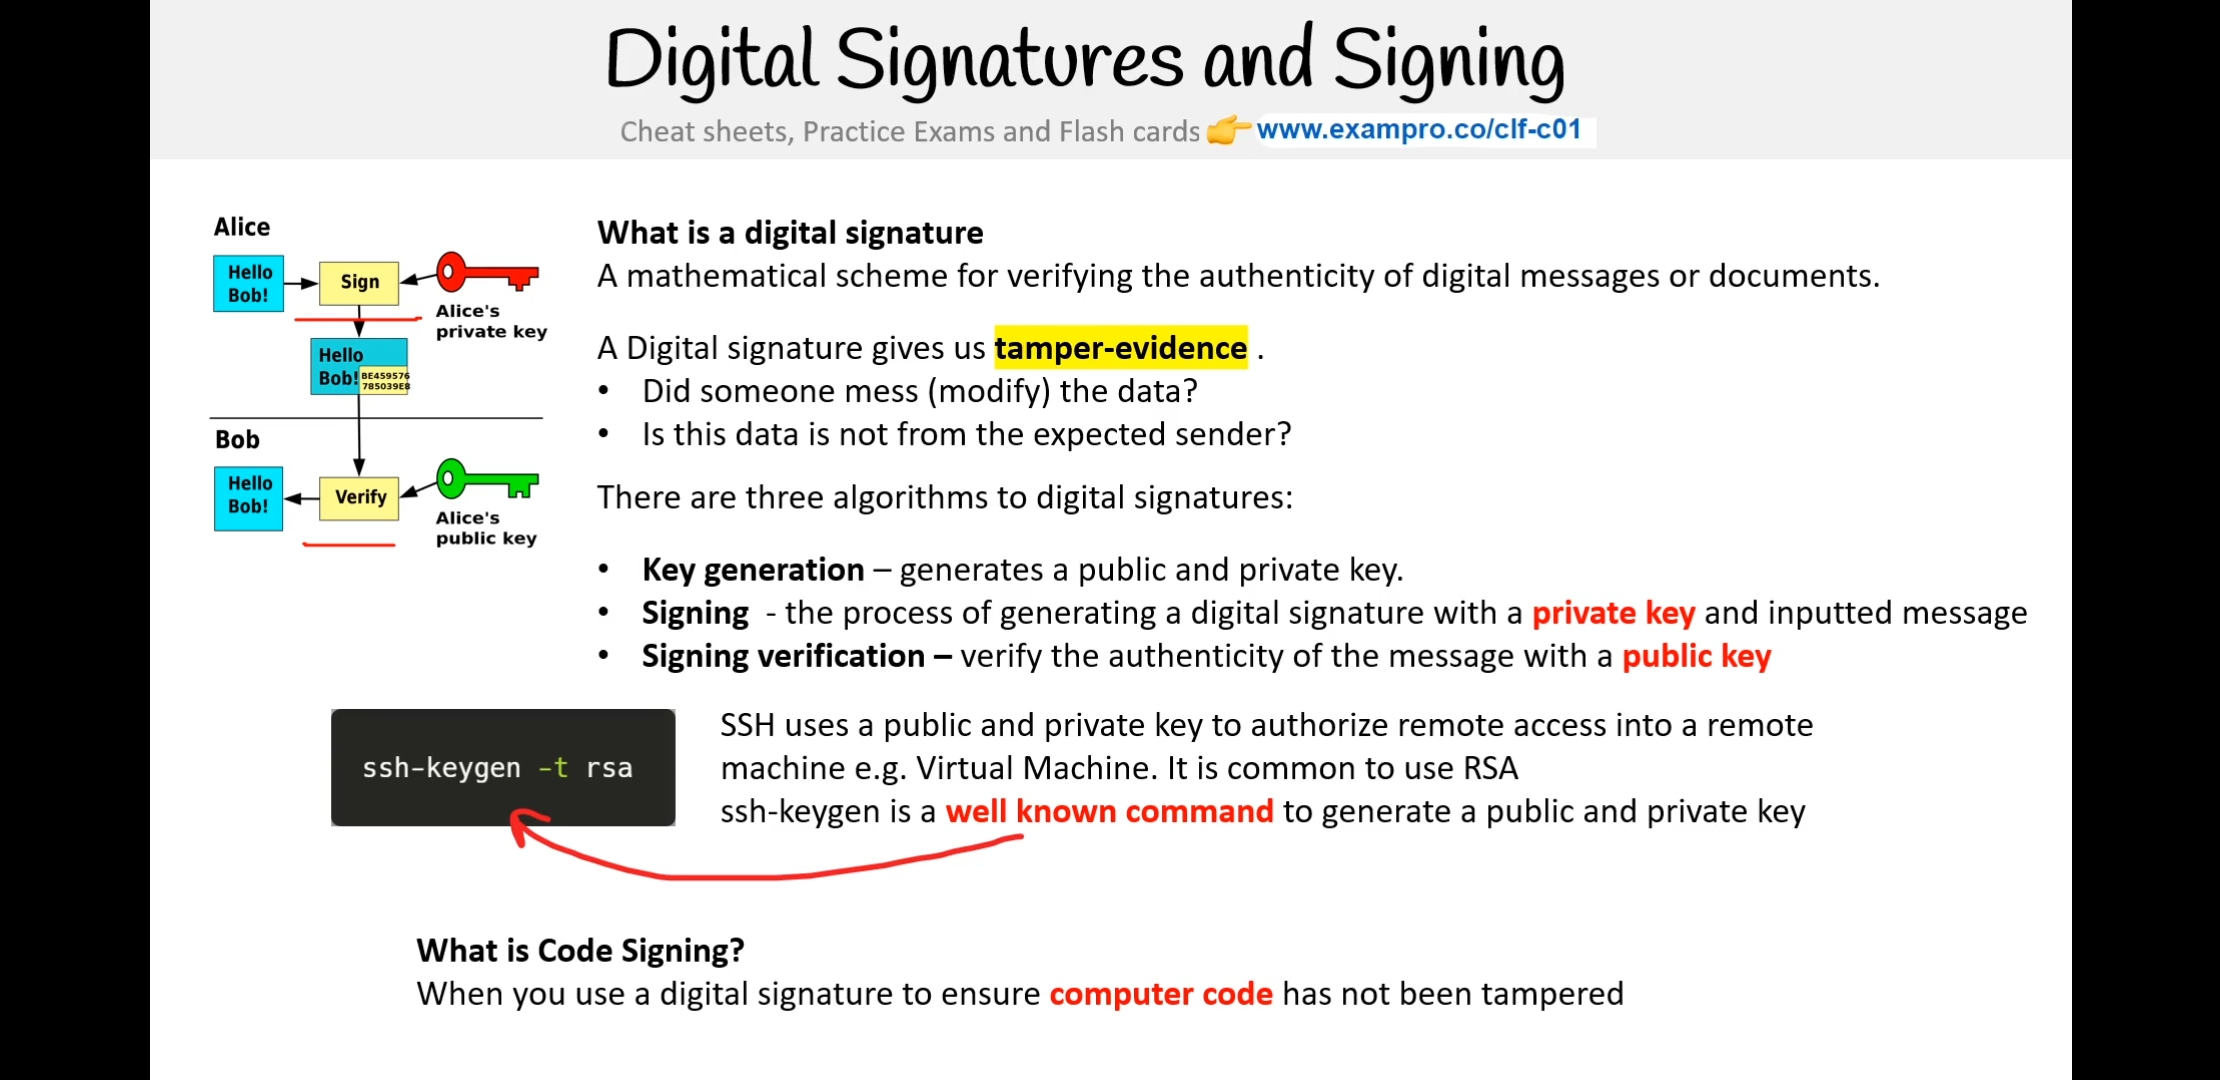 Digital Signatures and Signing
Cheat sheets, Practice Exams and Flash cards 👉 www.exampro.co/clf-c01
Alice
Hello
Bob!
Sign
Alice's
private key
Hello
Bob!
BE459576
785039E8
Bob
Hello
Bob!
Verify
Alice's
public key
What is a digital signature
A mathematical scheme for verifying the authenticity of digital messages or documents.
A Digital signature gives us tamper-evidence .
• Did someone mess (modify) the data?
• Is this data is not from the expected sender?
There are three algorithms to digital signatures:
• Key generation – generates a public and private key.
• Signing - the process of generating a digital signature with a private key and inputted message
• Signing verification – verify the authenticity of the message with a public key
ssh-keygen -t rsa
SSH uses a public and private key to authorize remote access into a remote
machine e.g. Virtual Machine. It is common to use RSA
ssh-keygen is a well known command to generate a public and private key
What is Code Signing?
When you use a digital signature to ensure computer code has not been tampered